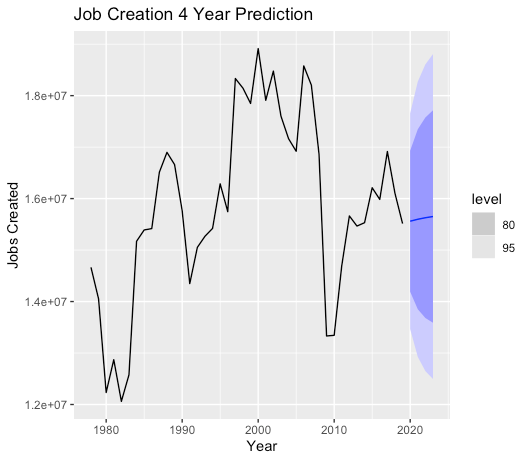 Job Creation 4 Year Prediction
Jobs Created
1.8e+07
1.6e+07
1.4e+07
1.2e+07
1980 1990 2000 2010 2020
Year
level
80
95